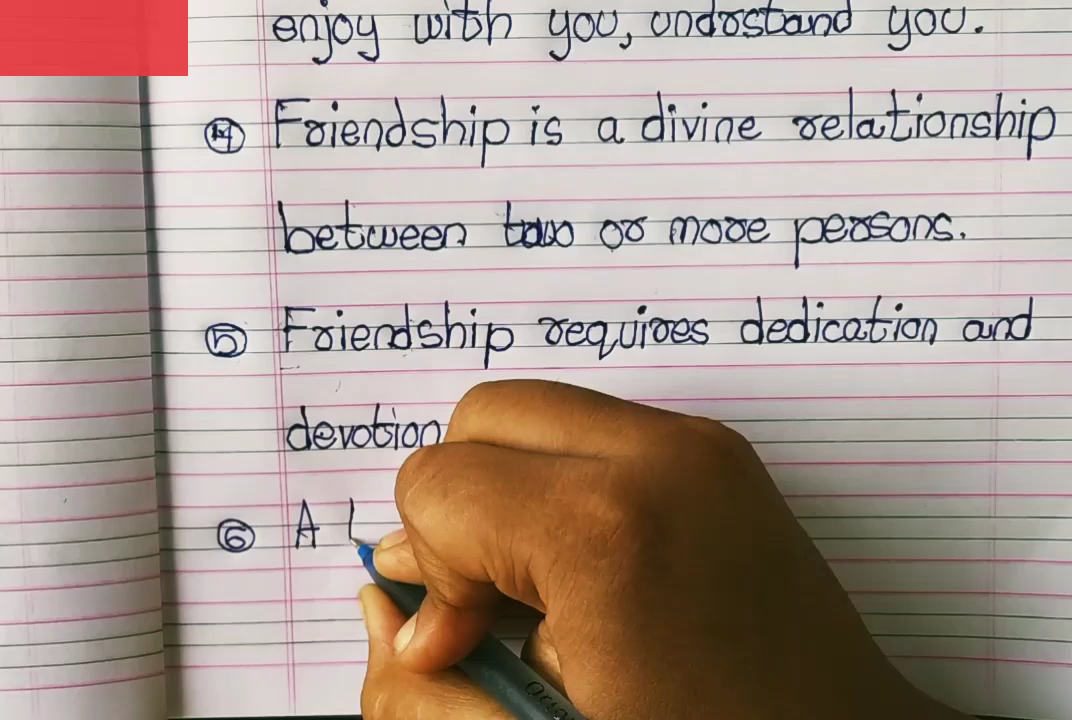 enjoy with you, understand you.
④ Friendship is a divine relationship
between two or more persons.
⑤ Friendship requires dedication and
devotion
⑥ A